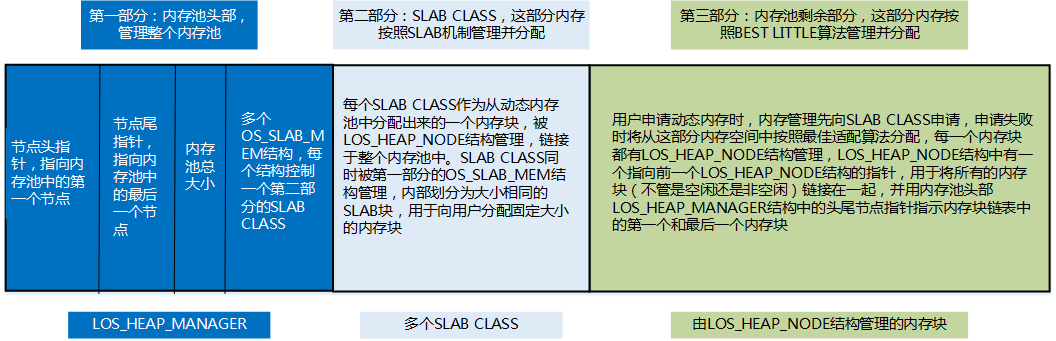 第一部分：内存池头部，
管理整个内存池
第二部分：SLAB CLASS，这部分内存
按照SLAB机制管理并分配
第三部分：内存池剩余部分，这部分内存按
照BEST LITTLE算法管理并分配
节点头指
针，指向
内存池中的第
一个节点
节点尾
指针，
指向内
存池中
的最后
一个节
点
内存
池总
大小
多个
OS_SLAB_M
EM结构，每
个结构控制
一个第二部
分的SLAB
CLASS
每个SLAB CLASS作为从动态内存
池中分配出来的一个内存块，被
LOS_HEAP_NODE结构管理，链接
于整个内存池中。SLAB CLASS同
时被第一部分的OS_SLAB_MEM结
构管理，内部划分为大小相同的
SLAB块，用于向用户分配固定大小
的内存块
用户申请动态内存时，内存管理先向SLAB CLASS申请，申请失败
时将从这部分内存空间中按照最佳适配算法分配，每一个内存块
都有LOS_HEAP_NODE结构管理，LOS_HEAP_NODE结构中有一
个指向前一个LOS_HEAP_NODE结构的指针，用于将所有的内存
块（不管是空闲还是非空闲）链接在一起，并用内存池头部
LOS_HEAP_MANAGER结构中的头尾节点指针指示内存块链表中
的第一个和最后一个内存块
LOS_HEAP_MANAGER
多个SLAB CLASS
由LOS_HEAP_NODE结构管理的内存块